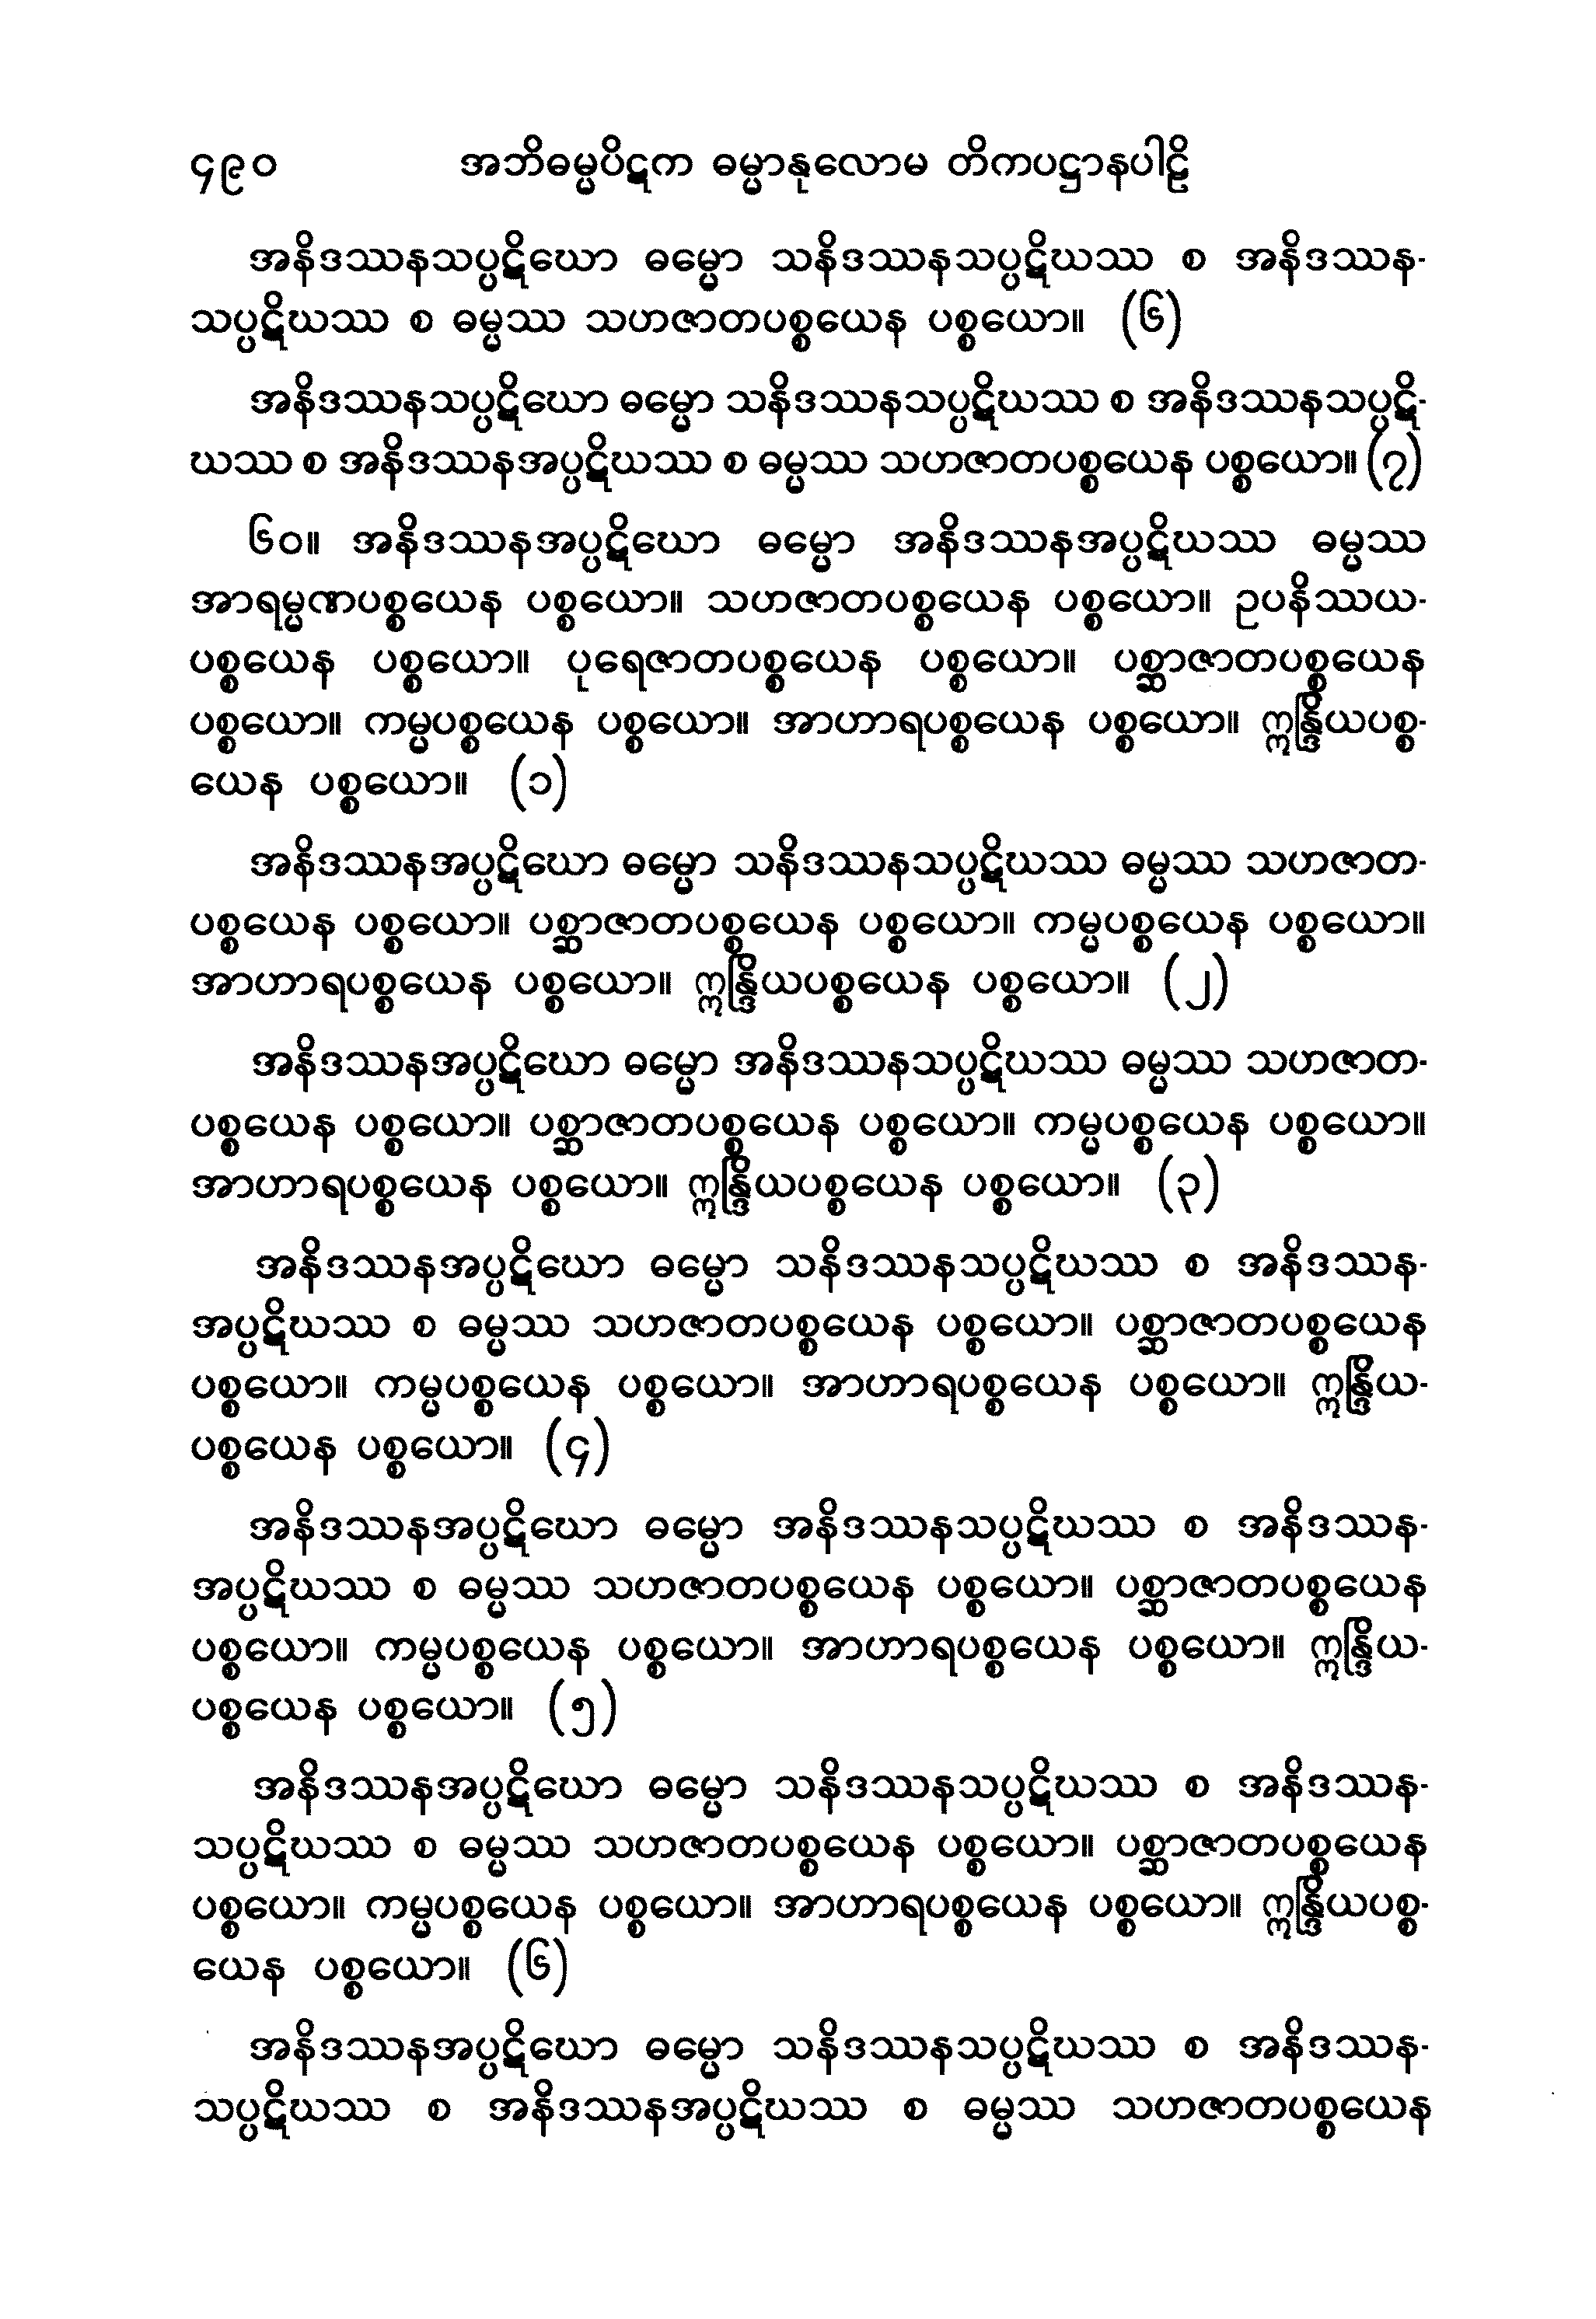 ၄၉၀ အဘိဓမ္မပိဋက ဓမ္မာနုလောမ တိကပဋ္ဌာနပါဠိ
အနိဒဿနသပ္ပဋိဃော ဓမ္မော သနိဒဿနသပ္ပဋိဃဿ စ အနိဒဿန-
သပ္ပဋိဃဿ စ ဓမ္မဿ သဟဇာတပစ္စယေန ပစ္စယော။ (၆)
အနိဒဿနသပ္ပဋိဃော ဓမ္မော သနိဒဿနသပ္ပဋိဃဿ စ အနိဒဿနသပ္ပဋိ-
ဃဿ စ အနိဒဿနအပ္ပဋိဃဿ စ ဓမ္မဿ သဟဇာတပစ္စယေန ပစ္စယော။ (၇)
၆၀။ အနိဒဿနအပ္ပဋိဃော ဓမ္မော အနိဒဿနအပ္ပဋိဃဿ ဓမ္မဿ
အာရမ္မဏပစ္စယေန ပစ္စယော။ သဟဇာတပစ္စယေန ပစ္စယော။ ဥပနိဿယ-
ပစ္စယေန ပစ္စယော။ ပုရေဇာတပစ္စယေန ပစ္စယော။ ပစ္ဆာဇာတပစ္စယေန
ပစ္စယော။ ကမ္မပစ္စယေန ပစ္စယော။ အာဟာရပစ္စယေန ပစ္စယော။ ဣန္ဒြိယပစ္စ-
ယေန ပစ္စယော။ (၁)
အနိဒဿနအပ္ပဋိဃော ဓမ္မော သနိဒဿနသပ္ပဋိဃဿ ဓမ္မဿ သဟဇာတ-
ပစ္စယေန ပစ္စယော။ ပစ္ဆာဇာတပစ္စယေန ပစ္စယော။ ကမ္မပစ္စယေန ပစ္စယော။
အာဟာရပစ္စယေန ပစ္စယော။ ဣန္ဒြိယပစ္စယေန ပစ္စယော။ (၂)
အနိဒဿနအပ္ပဋိဃော ဓမ္မော အနိဒဿနသပ္ပဋိဃဿ ဓမ္မဿ သဟဇာတ-
ပစ္စယေန ပစ္စယော။ ပစ္ဆာဇာတပစ္စယေန ပစ္စယော။ ကမ္မပစ္စယေန ပစ္စယော။
အာဟာရပစ္စယေန ပစ္စယော။ ဣန္ဒြိယပစ္စယေန ပစ္စယော။ (၃)
အနိဒဿနအပ္ပဋိဃော ဓမ္မော သနိဒဿနသပ္ပဋိဃဿ စ အနိဒဿန-
အပ္ပဋိဃဿ စ ဓမ္မဿ သဟဇာတပစ္စယေန ပစ္စယော။ ပစ္ဆာဇာတပစ္စယေန
ပစ္စယော။ ကမ္မပစ္စယေန ပစ္စယော။ အာဟာရပစ္စယေန ပစ္စယော။ ဣန္ဒြိယ-
ပစ္စယေန ပစ္စယော။ (၄)
အနိဒဿနအပ္ပဋိဃော ဓမ္မော အနိဒဿနသပ္ပဋိဃဿ စ အနိဒဿန-
အပ္ပဋိဃဿ စ ဓမ္မဿ သဟဇာတပစ္စယေန ပစ္စယော။ ပစ္ဆာဇာတပစ္စယေန
ပစ္စယော။ ကမ္မပစ္စယေန ပစ္စယော။ အာဟာရပစ္စယေန ပစ္စယော။ ဣန္ဒြိယ-
ပစ္စယေန ပစ္စယော။ (၅)
အနိဒဿနအပ္ပဋိဃော ဓမ္မော သနိဒဿနသပ္ပဋိဃဿ စ အနိဒဿန-
သပ္ပဋိဃဿ စ ဓမ္မဿ သဟဇာတပစ္စယေန ပစ္စယော။ ပစ္ဆာဇာတပစ္စယေန
ပစ္စယော။ ကမ္မပစ္စယေန ပစ္စယော။ အာဟာရပစ္စယေန ပစ္စယော။ ဣန္ဒြိယပစ္စ-
ယေန ပစ္စယော။ (၆)
အနိဒဿနအပ္ပဋိဃော ဓမ္မော သနိဒဿနသပ္ပဋိဃဿ စ အနိဒဿန-
သပ္ပဋိဃဿ စ အနိဒဿနအပ္ပဋိဃဿ စ ဓမ္မဿ သဟဇာတပစ္စယေန